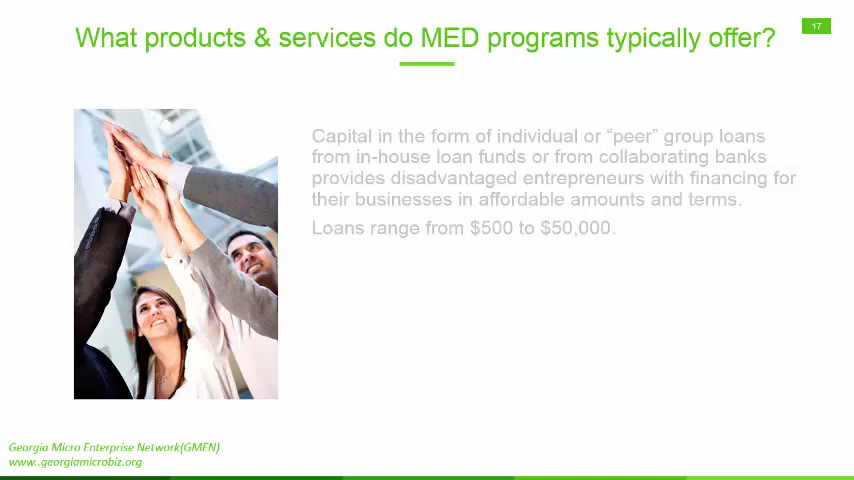 17
What products & services do MED programs typically offer?
Capital in the form of individual or “peer” group loans
from in-house loan funds or from collaborating banks
provides disadvantaged entrepreneurs with financing for
their businesses in affordable amounts and terms.
Loans range from $500 to $50,000.
Georgia Micro Enterprise Network(GMEN)
www..georgiamicrobiz.org